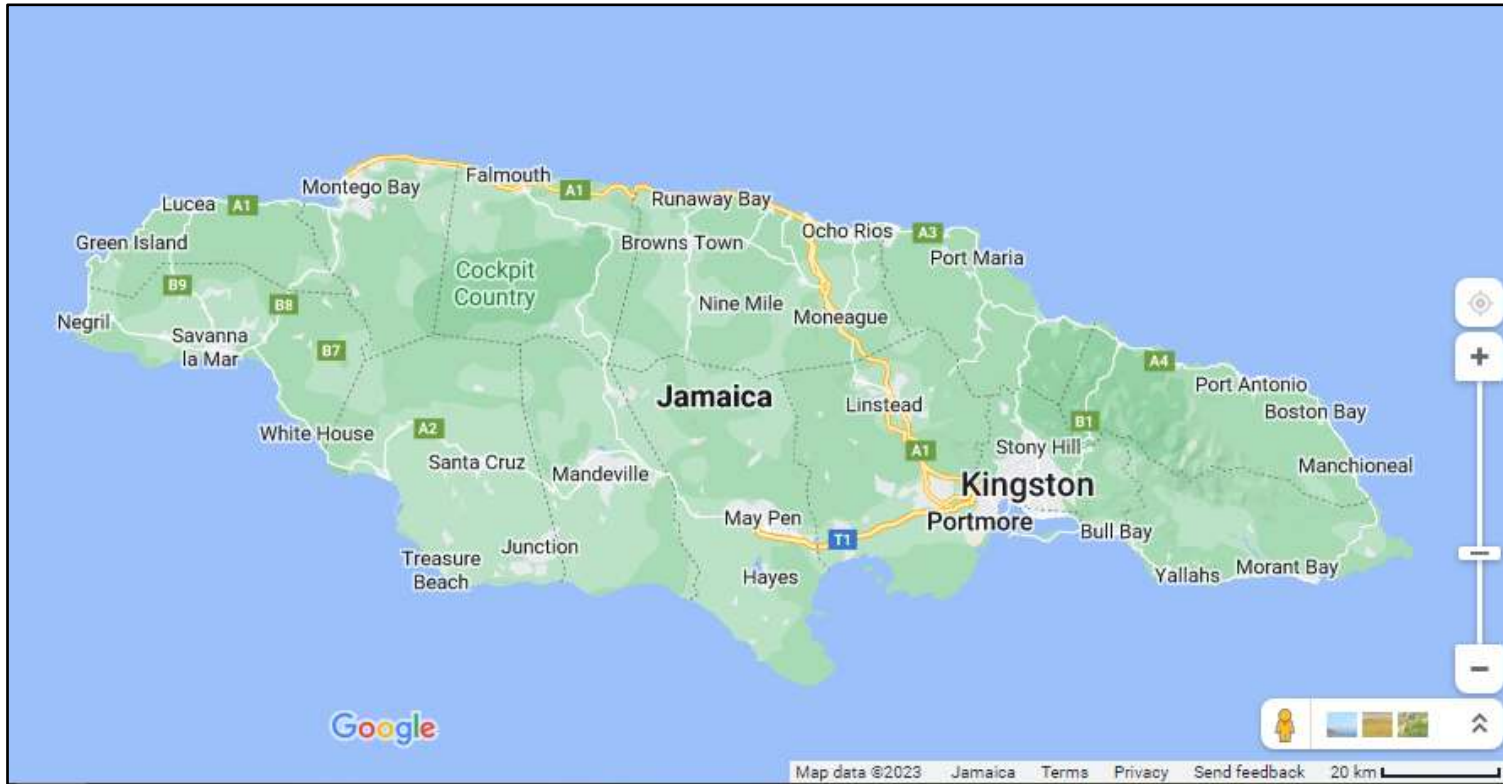 Falmouth
Montego Bay
A1
Runaway Bay
Lucea
A1
Ocho Rios
A3
Green Island
Browns Town
Port Maria
Cockpit
Country
B9
B8
Nine Mile
Moneague
Negril
Savanna
la Mar
B7
A4
Port Antonio
Jamaica
Linstead
Boston Bay
B1
White House
A2
A1
Stony Hill
Santa Cruz
Mandeville
Manchioneal
Kingston
May Pen
Portmore
Bull Bay
T1
Junction
Treasure
Beach
Hayes
Yallahs
Morant Bay
Google
Map data ©2023 Jamaica Terms Privacy Send feedback 20 km